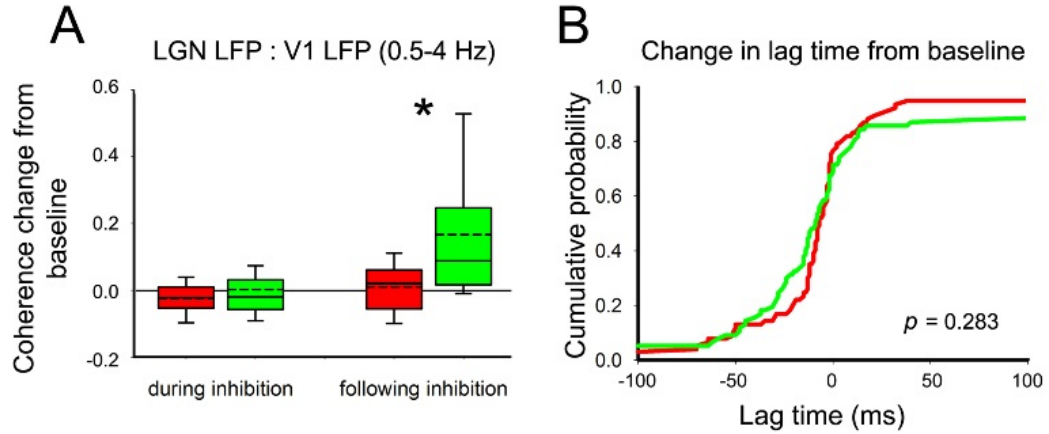 A
LGN LFP : V1 LFP (0.5-4 Hz)
Coherence change from
baseline
0.6
0.4
0.2
0.0
-0.2
*
during inhibition
following inhibition
B
Change in lag time from baseline
Cumulative probability
1.0
0.8
0.6
0.4
0.2
0.0
p = 0.283
-100
-50
0
50
100
Lag time (ms)